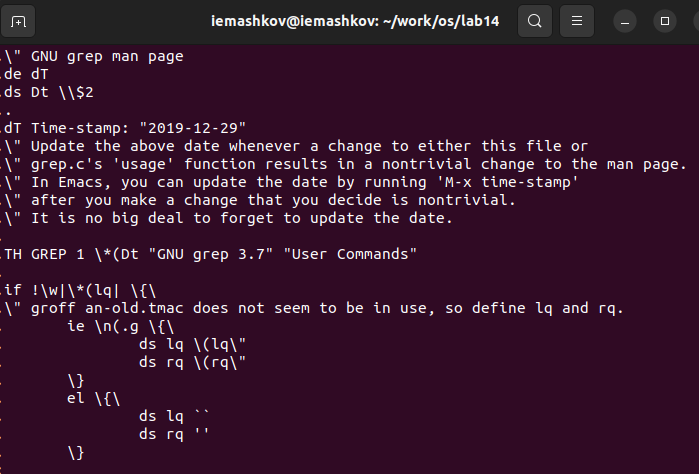 iemashkov@iemashkov: ~/work/os/lab14
.\" GNU grep man page
.de dT
.ds Dt \\$2
..
.dT Time-stamp: "2019-12-29"
.\" Update the above date whenever a change to either this file or
.\" grep.c's 'usage' function results in a nontrivial change to the man page.
.\" In Emacs, you can update the date by running 'M-x time-stamp'
.\" after you make a change that you decide is nontrivial.
.\" It is no big deal to forget to update the date.
.
.TH GREP 1 \*(Dt "GNU grep 3.7" "User Commands"
.
.if !\w|\*(lq| \{\
.\" groff an-old.tmac does not seem to be in use, so define lq and rq.
.       ie \n(.g \{\
.               ds lq \(lq\"
.               ds rq \(rq\"
.       \}
.       el \{\
.               ds lq ``
.               ds rq ''
.       \}
: